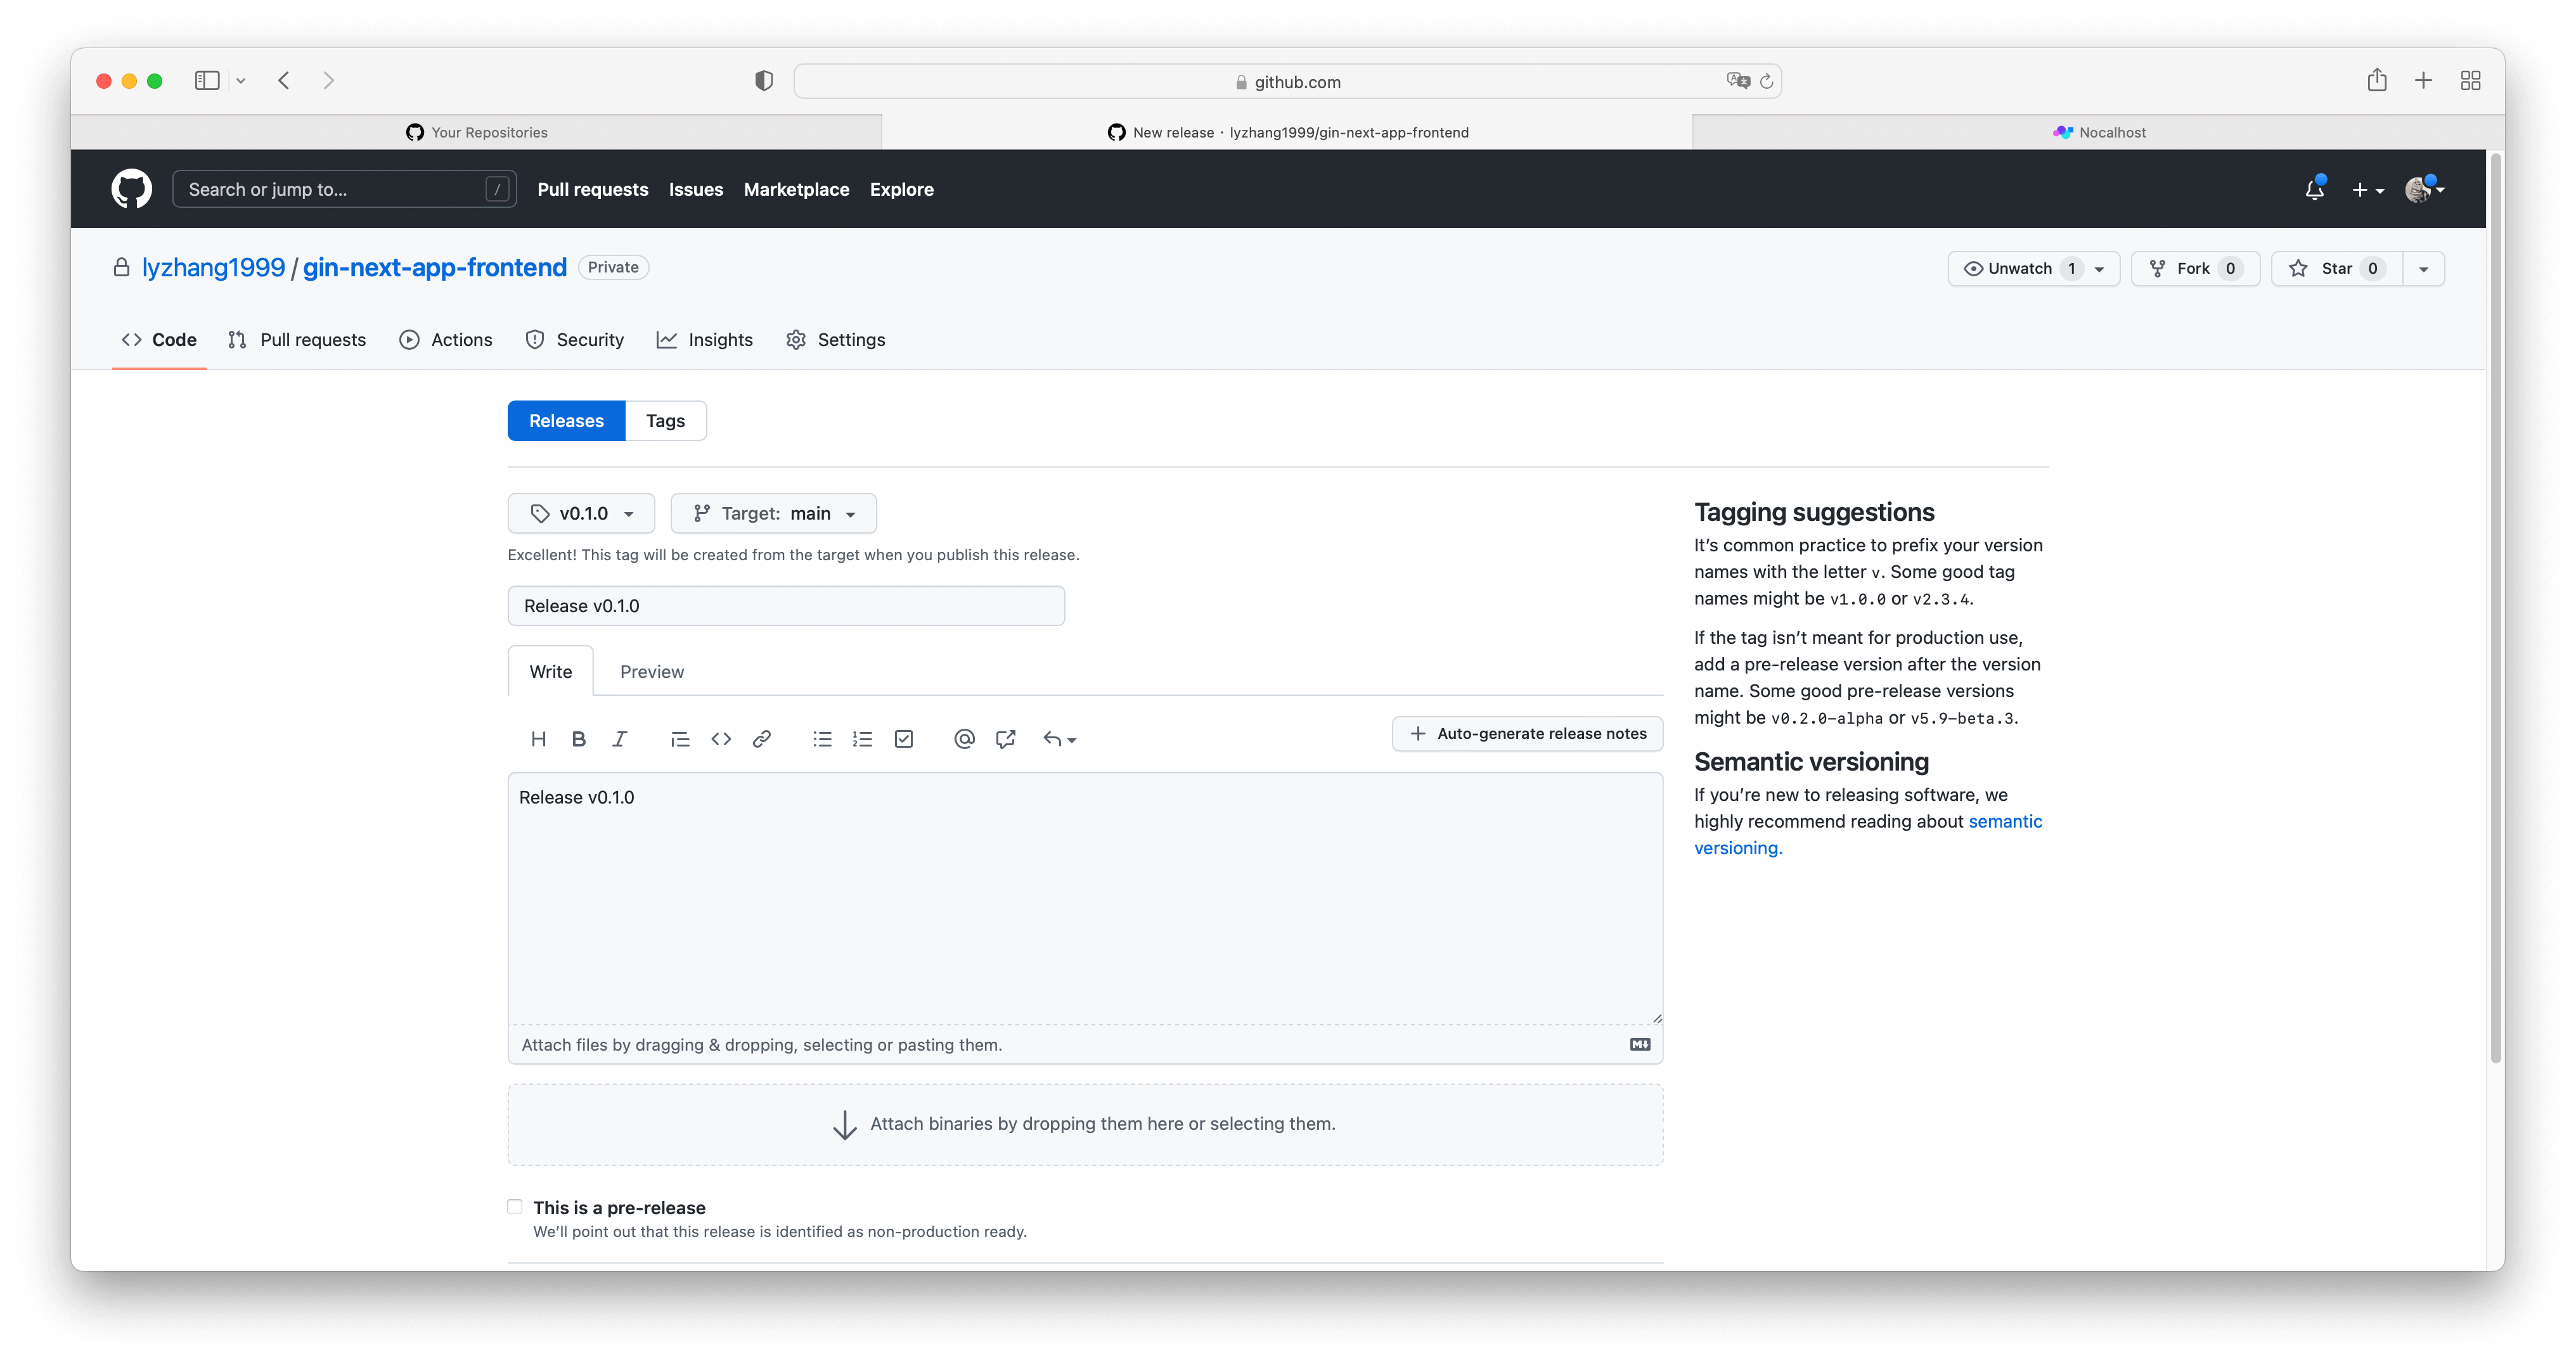 github.com
Your Repositories
New release · lyzhang1999/gin-next-app-frontend
Nocalhost
Search or jump to... /
Pull requests Issues Marketplace Explore
lyzhang1999 / gin-next-app-frontend Private
Unwatch 1 Fork 0 Star 0
Code Pull requests Actions Security Insights Settings
Releases Tags
v0.1.0 Target: main
Excellent! This tag will be created from the target when you publish this release.
Release v0.1.0
Write Preview
Auto-generate release notes
Release v0.1.0
Attach files by dragging & dropping, selecting or pasting them.
Attach binaries by dropping them here or selecting them.
This is a pre-release
We’ll point out that this release is identified as non-production ready.
Tagging suggestions
It’s common practice to prefix your version
names with the letter v. Some good tag
names might be v1.0.0 or v2.3.4.
If the tag isn’t meant for production use,
add a pre-release version after the version
name. Some good pre-release versions
might be v0.2.0-alpha or v5.9-beta.3.
Semantic versioning
If you’re new to releasing software, we
highly recommend reading about semantic
versioning.